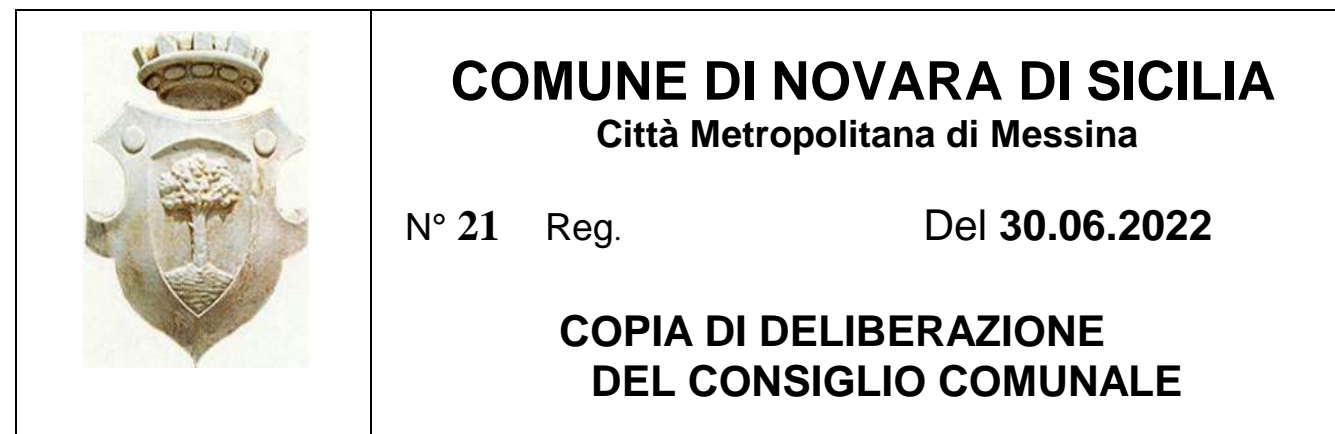 COMUNE DI NOVARA DI SICILIA
Città Metropolitana di Messina
N° 21 Reg. Del 30.06.2022
COPIA DI DELIBERAZIONE
DEL CONSIGLIO COMUNALE